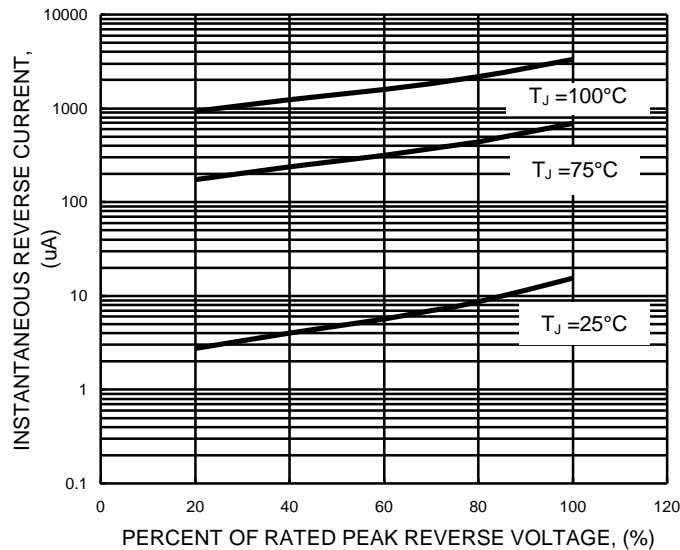 10000
1000
100
10
1
0.1
INSTANTANEOUS REVERSE CURRENT,
(uA)
T_J =100°C
T_J =75°C
T_J =25°C
0 20 40 60 80 100 120
PERCENT OF RATED PEAK REVERSE VOLTAGE, (%)